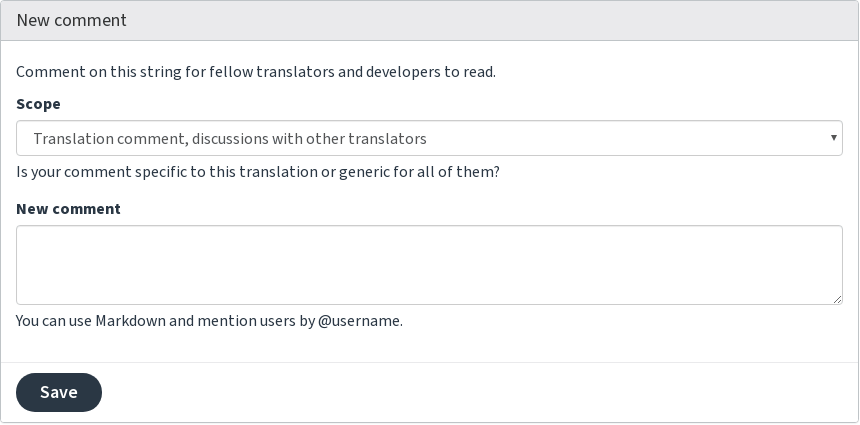 New comment
Comment on this string for fellow translators and developers to read.
Scope
Translation comment, discussions with other translators
Is your comment specific to this translation or generic for all of them?
New comment
You can use Markdown and mention users by @username.
Save